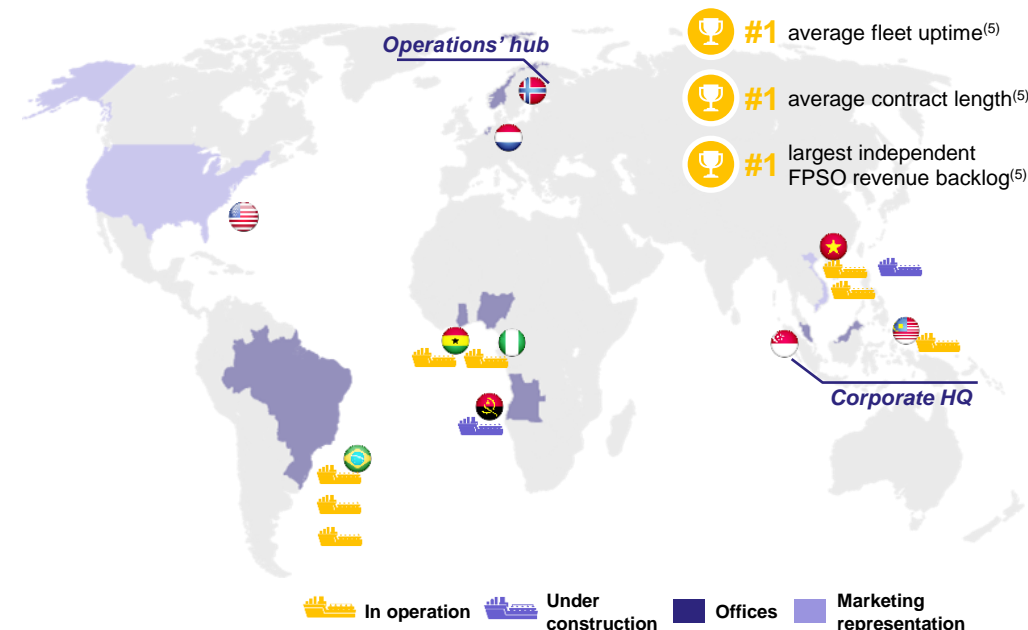 Operations’ hub
#1 average fleet uptime(5)
#1 average contract length(5)
#1 largest independent
FPSO revenue backlog(5)
Corporate HQ
In operation
Under
construction
Offices
Marketing
representation